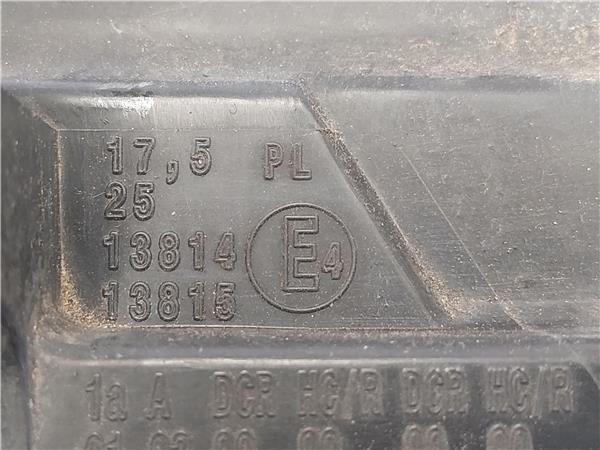 17,5 PL
25
13814 E4
13815
1a A DCR HC/R DCR HC/R